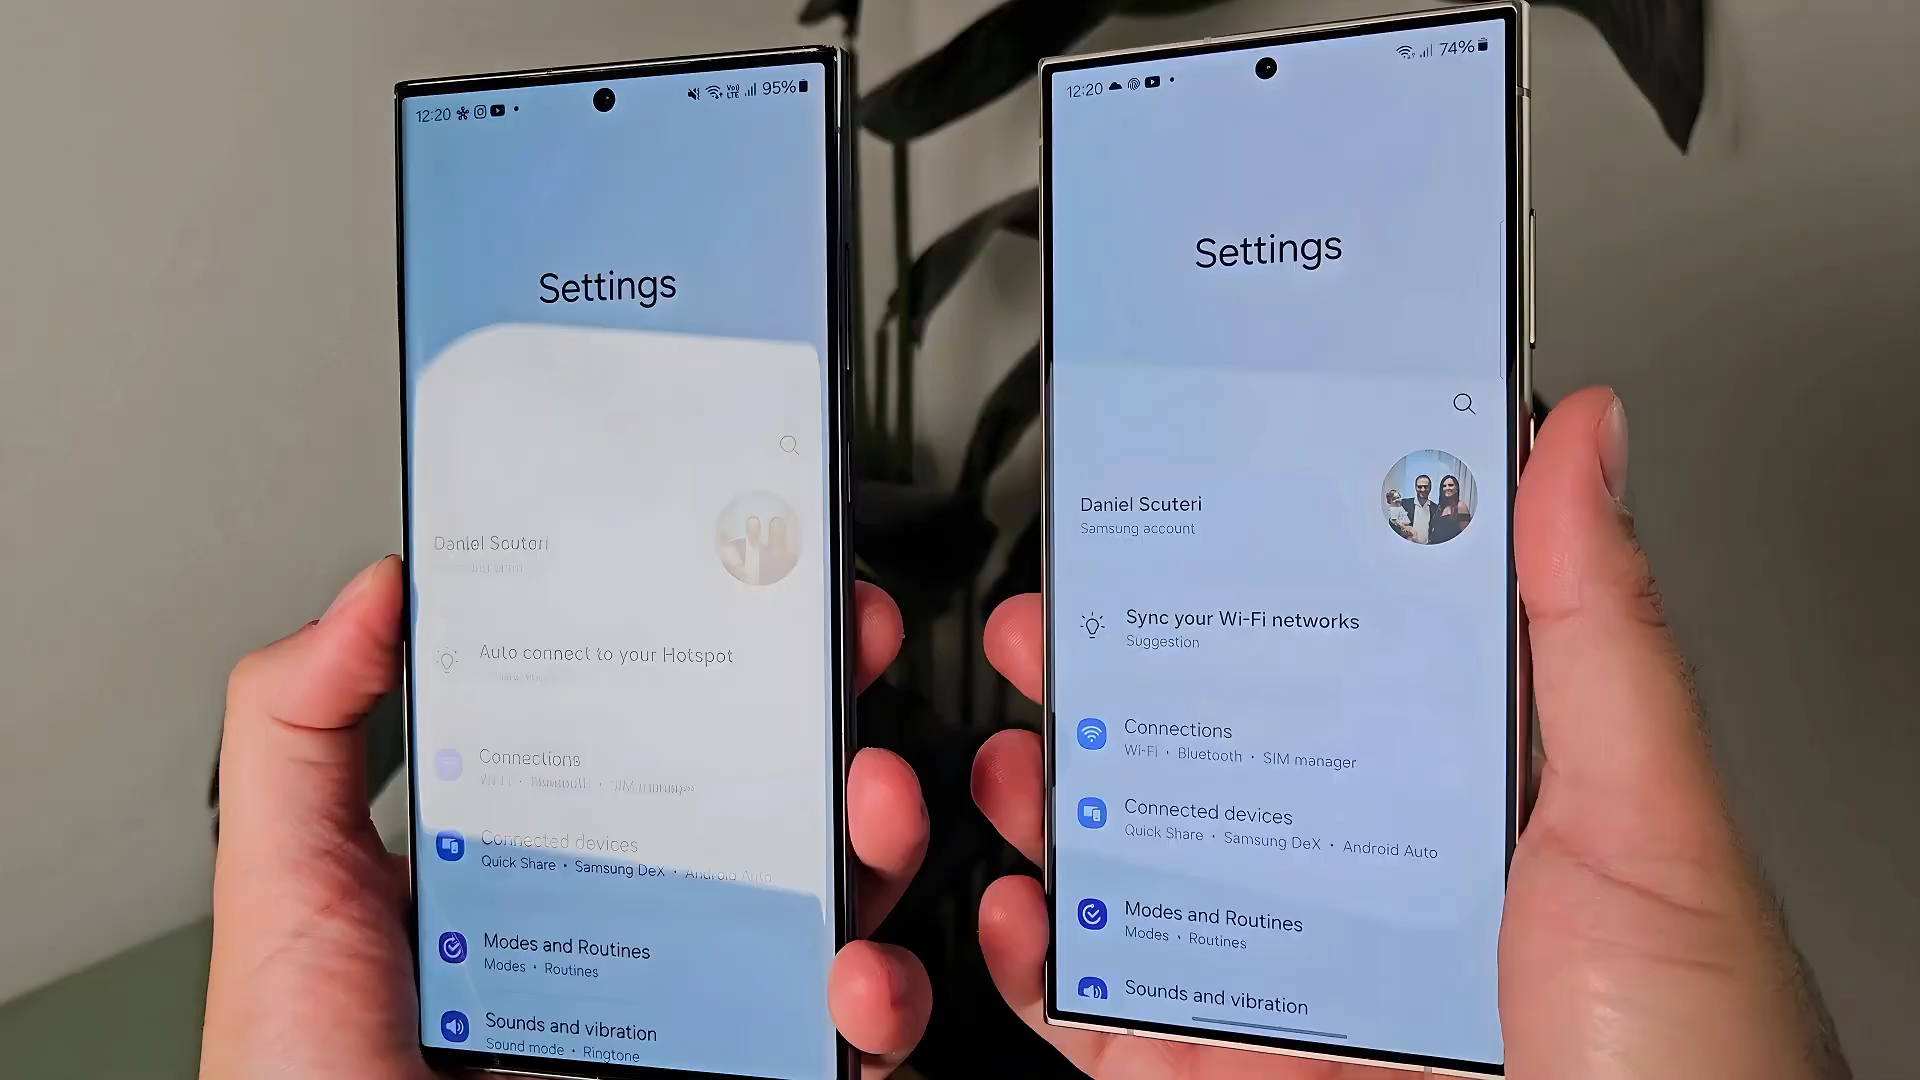 12:20
VoLTE
95%
Settings
Daniel Scuteri
Auto connect to your Hotspot
Connections
Connected devices
Quick Share • Samsung DeX • Android Auto
Modes and Routines
Modes • Routines
Sounds and vibration
Sound mode • Ringtone
12:20
74%
Settings
Daniel Scuteri
Samsung account
Sync your Wi-Fi networks
Suggestion
Connections
Wi-Fi • Bluetooth • SIM manager
Connected devices
Quick Share • Samsung DeX • Android Auto
Modes and Routines
Modes • Routines
Sounds and vibration